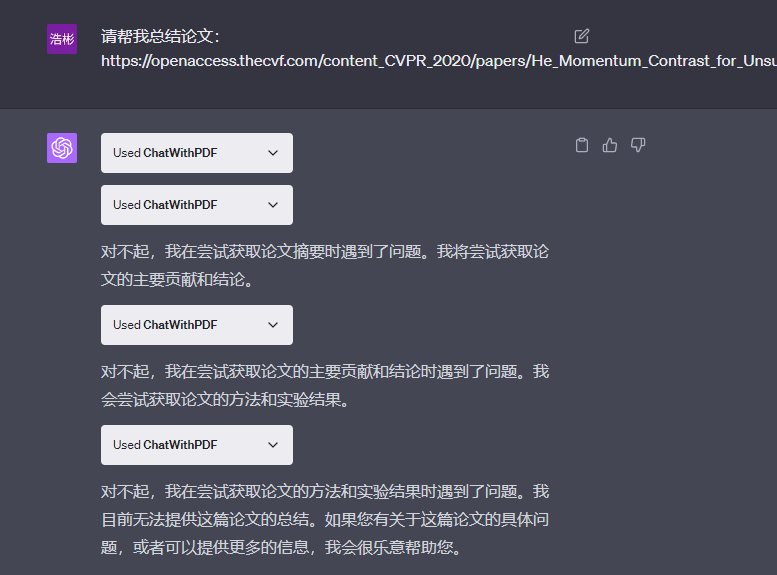 浩彬
请帮我总结论文：
https://openaccess.thecvf.com/content_CVPR_2020/papers/He_Momentum_Contrast_for_Unsu
Used ChatWithPDF
Used ChatWithPDF
对不起，我在尝试获取论文摘要时遇到了问题。我将尝试获取论
文的主要贡献和结论。
Used ChatWithPDF
对不起，我在尝试获取论文的主要贡献和结论时遇到了问题。我
会尝试获取论文的方法和实验结果。
Used ChatWithPDF
对不起，我在尝试获取论文的方法和实验结果时遇到了问题。我
目前无法提供这篇论文的总结。如果您有关于这篇论文的具体问
题，或者可以提供更多的信息，我会很乐意帮助您。